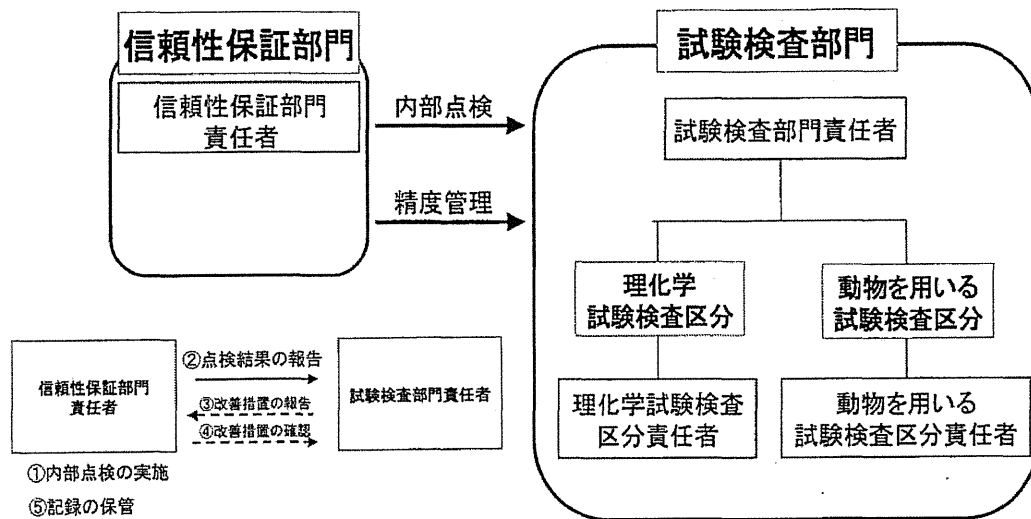 信頼性保証部門
信頼性保証部門
責任者
内部点検
精度管理
試験検査部門
試験検査部門責任者
理化学
試験検査区分
動物を用いる
試験検査区分
理化学試験検査
区分責任者
動物を用いる
試験検査区分責任者
信頼性保証部門
責任者
②点検結果の報告
③改善措置の報告
④改善措置の確認
試験検査部門責任者
①内部点検の実施
⑤記録の保管